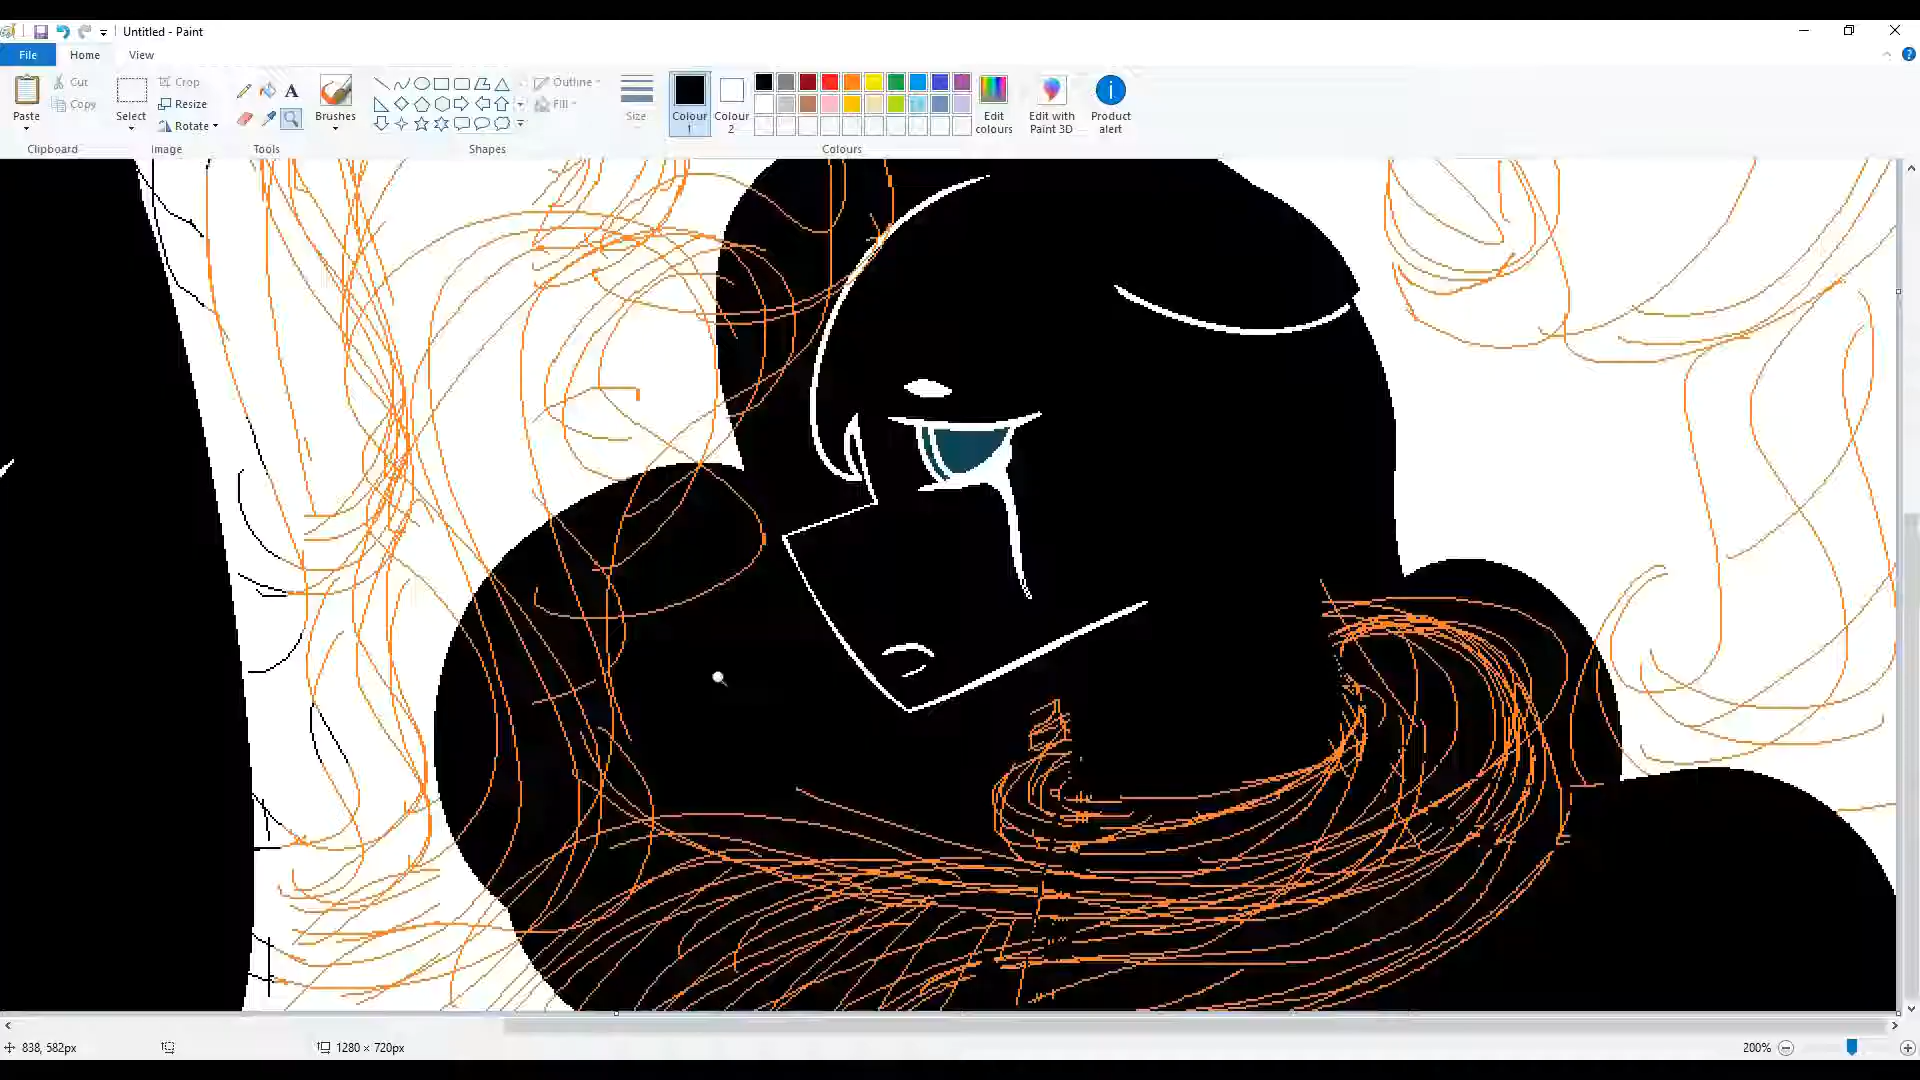 Untitled - Paint
File Home View
Paste
Cut
Copy
Clipboard
Select
Crop
Resize
Rotate
Image
A
Tools
Brushes
Shapes
Outline
Fill
Size
Colour 1
Colour 2
Edit colours
Colours
Edit with Paint 3D
Product alert
838, 582px
1280 × 720px
200%